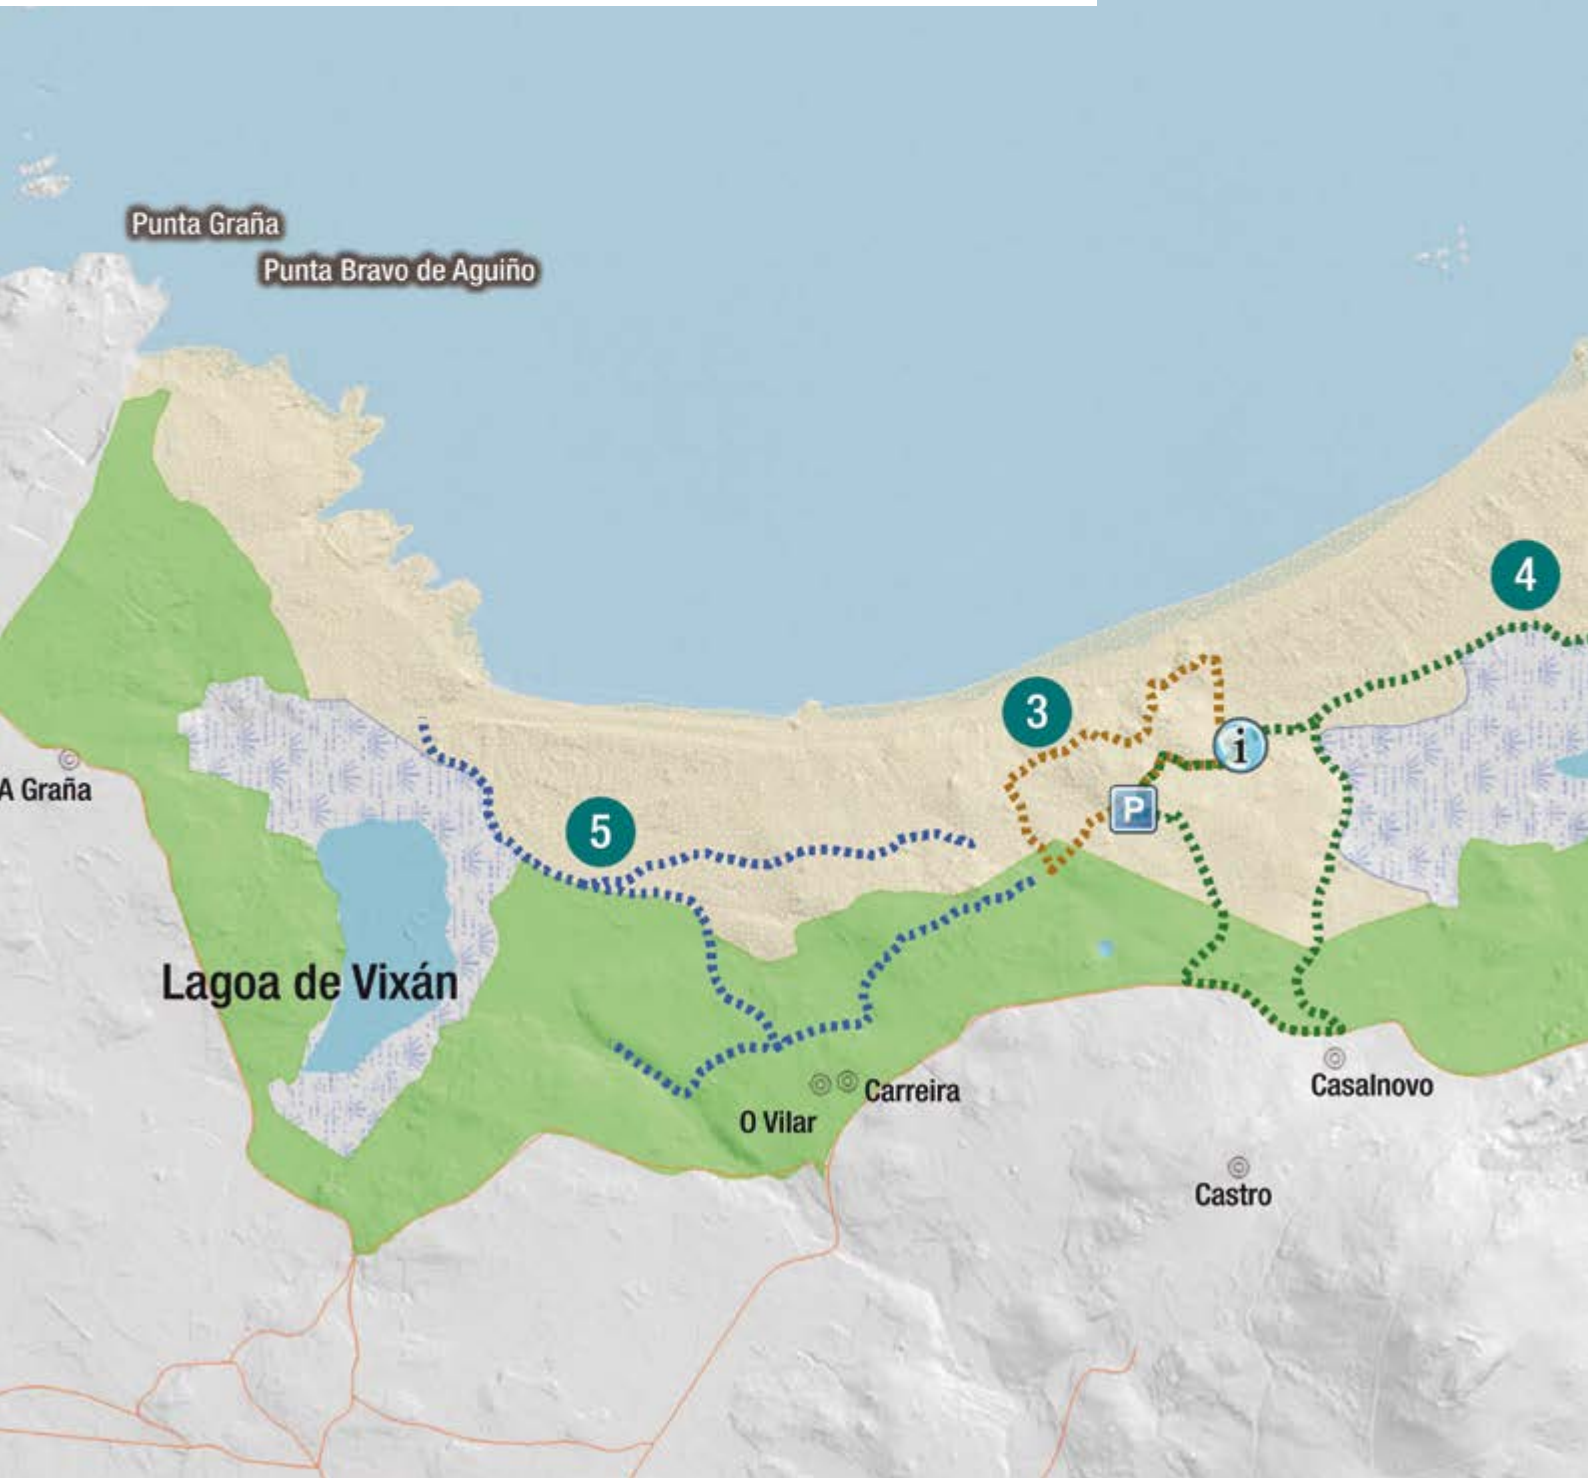 Punta Graña
Punta Bravo de Aguiño
4
3
i
A Graña
P
5
Lagoa de Vixán
Carreira
Casalnovo
O Vilar
Castro